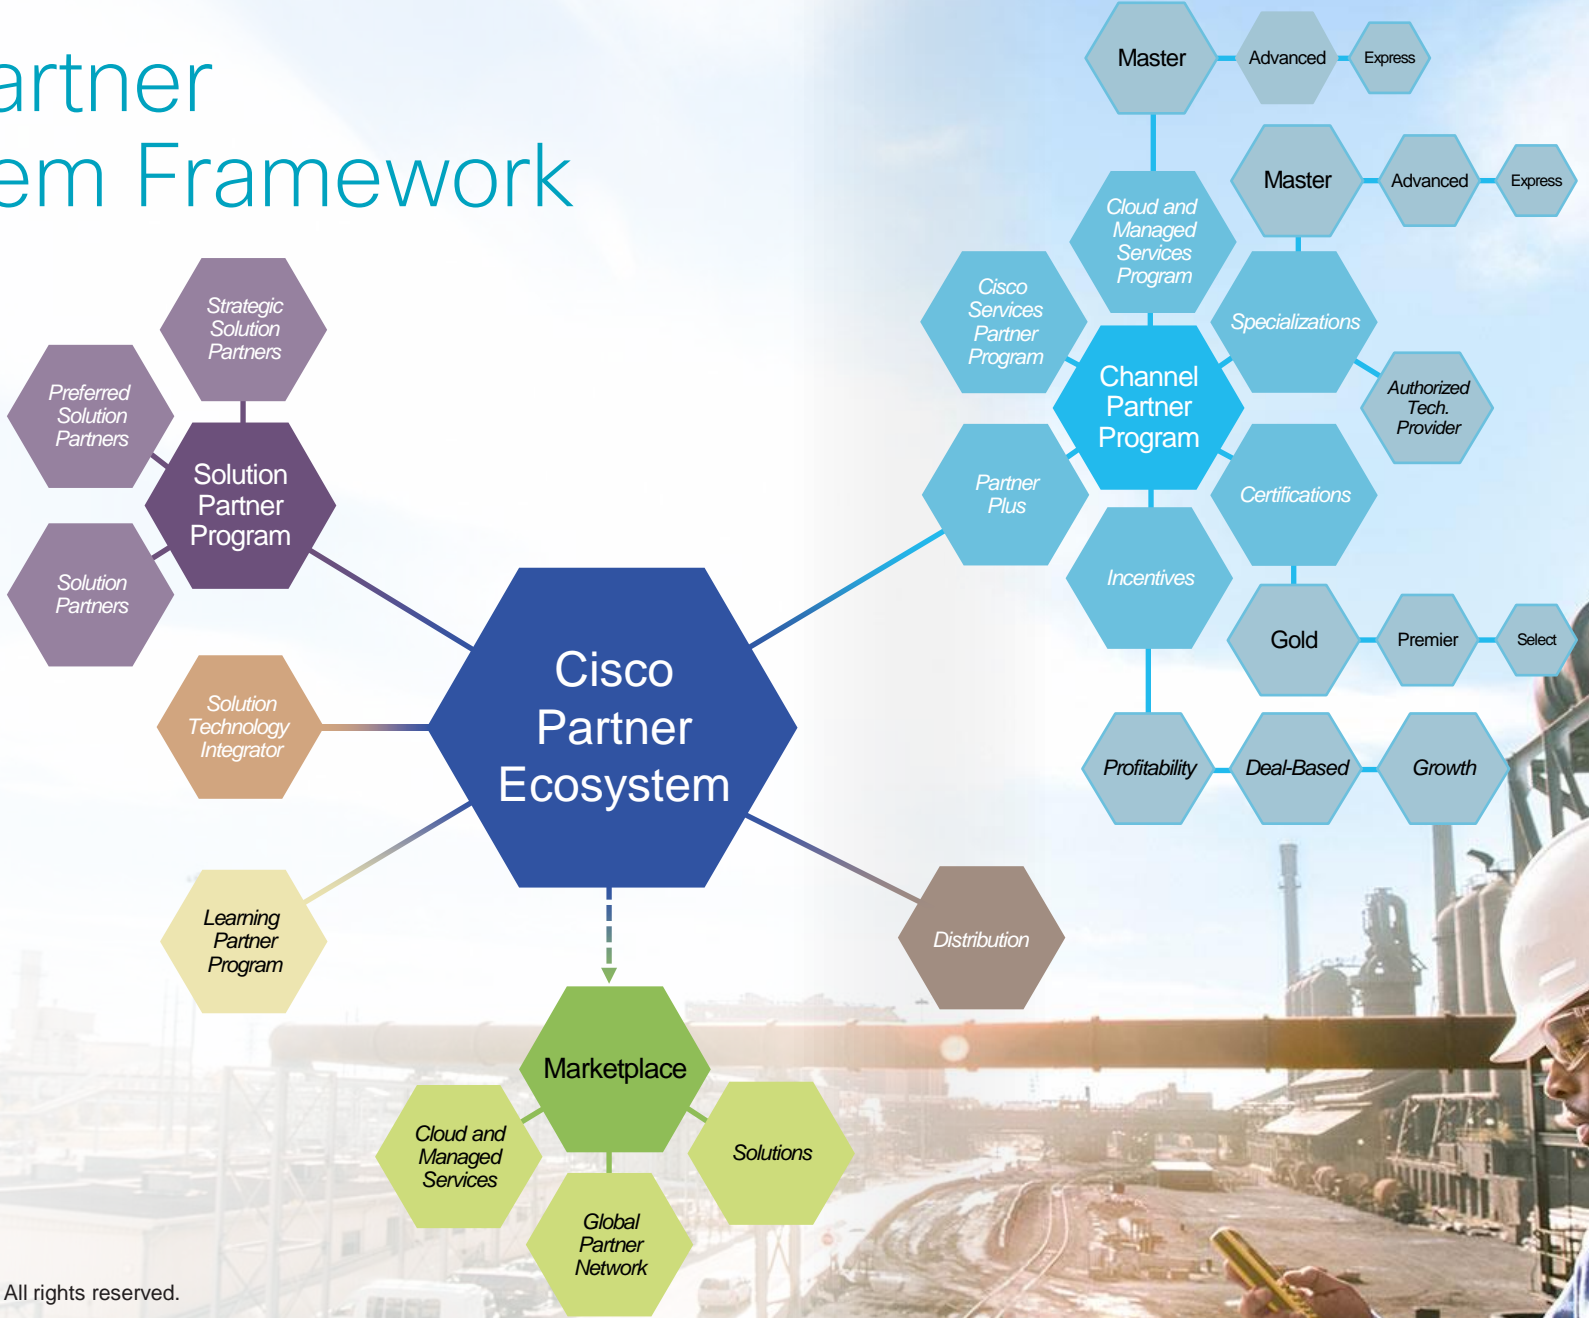 artner
em Framework
Master
Advanced
Express
Master
Advanced
Express
Cloud and
Managed
Services
Program
Cisco
Services
Partner
Program
Specializations
Channel
Partner
Program
Authorized
Tech.
Provider
Partner
Plus
Certifications
Incentives
Gold
Premier
Select
Profitability
Deal-Based
Growth
Strategic
Solution
Partners
Preferred
Solution
Partners
Solution
Partner
Program
Solution
Partners
Solution
Technology
Integrator
Cisco
Partner
Ecosystem
Learning
Partner
Program
Distribution
Marketplace
Cloud and
Managed
Services
Solutions
Global
Partner
Network
All rights reserved.